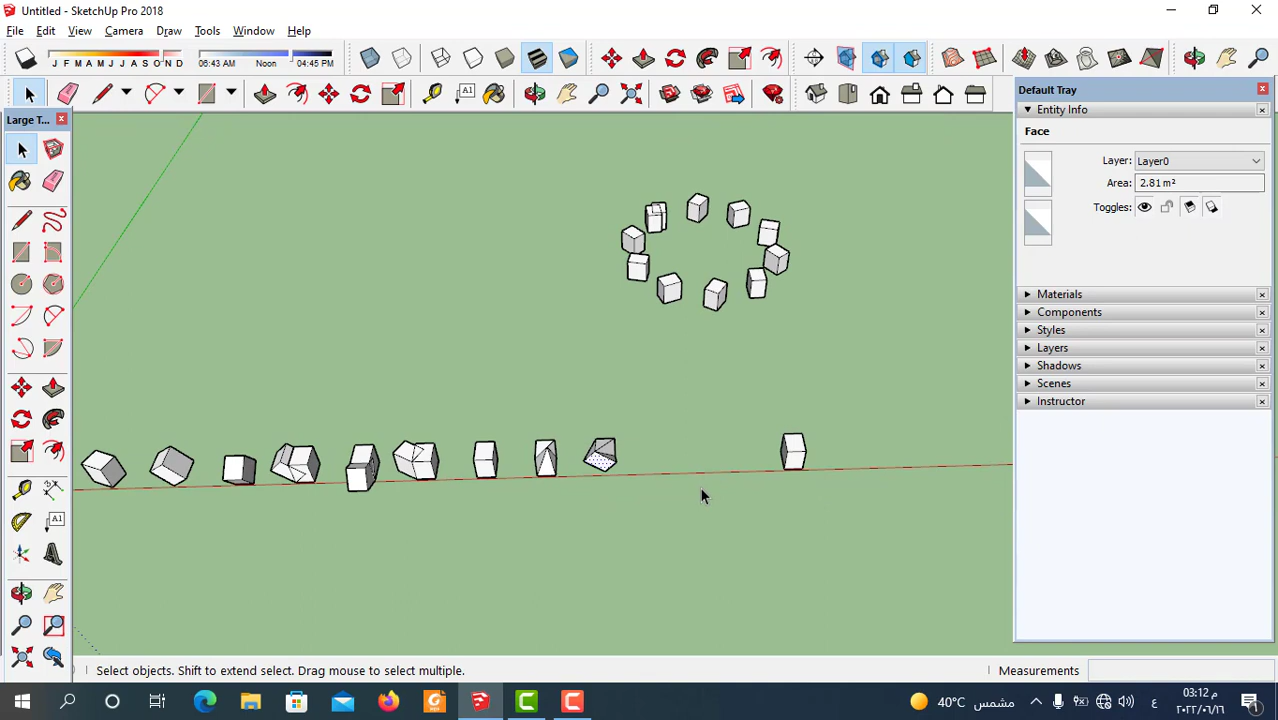 Untitled - SketchUp Pro 2018
File Edit View Camera Draw Tools Window Help
J F M A M J J A S O N D
06:43 AM Noon 04:45 PM
Large T...
Default Tray
Entity Info
Face
Layer: Layer0
Area: 2.81 m²
Toggles:
Materials
Components
Styles
Layers
Shadows
Scenes
Instructor
Select objects. Shift to extend select. Drag mouse to select multiple.
Measurements
40°C مشمس
ع
٠٣:١٢ م